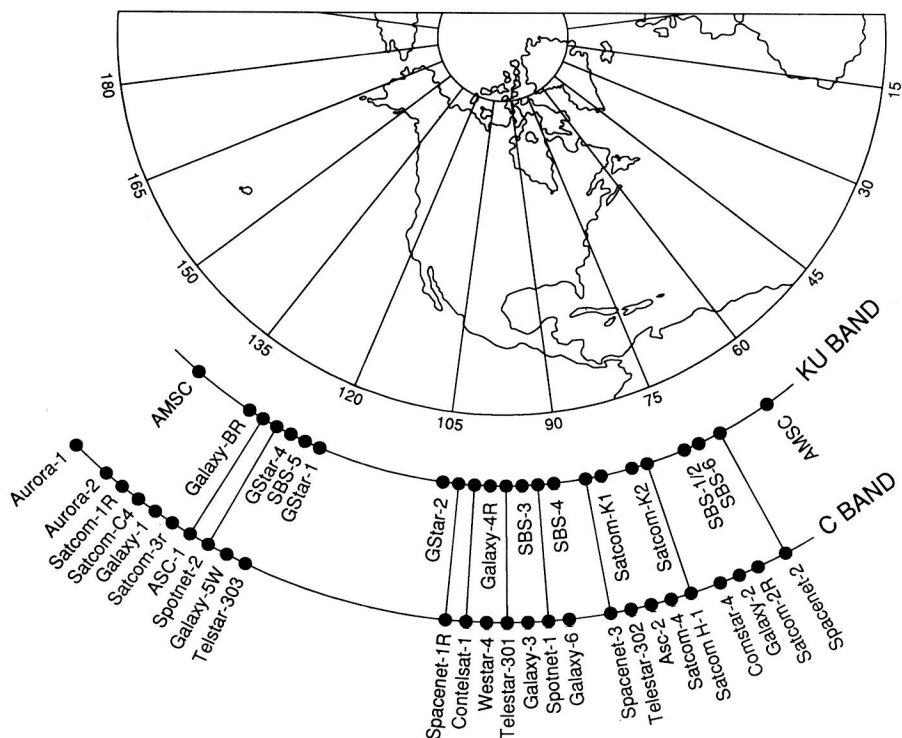 180
165
150
135
120
105
90
75
60
45
30
15
KU BAND
AMSC
Galaxy-BR
GStar-4
SBS-5
GStar-1
GStar-2
Galaxy-4R
SBS-3
SBS-4
Satcom-K1
Satcom-K2
SBS-1/2
SBS-6
AMSC
C BAND
Aurora-1
Aurora-2
Satcom-1R
Satcom-C4
Galaxy-1
Satcom-3r
ASC-1
Spotnet-2
Galaxy-5W
Telstar-303
Spacenet-1R
Contelsat-1
Westar-4
Telestar-301
Galaxy-3
Spotnet-1
Galaxy-6
Spacenet-3
Telestar-302
Asc-2
Satcom-4
Satcom H-1
Comstar-4
Galaxy-2
Satcom-2R
Spacenet-2